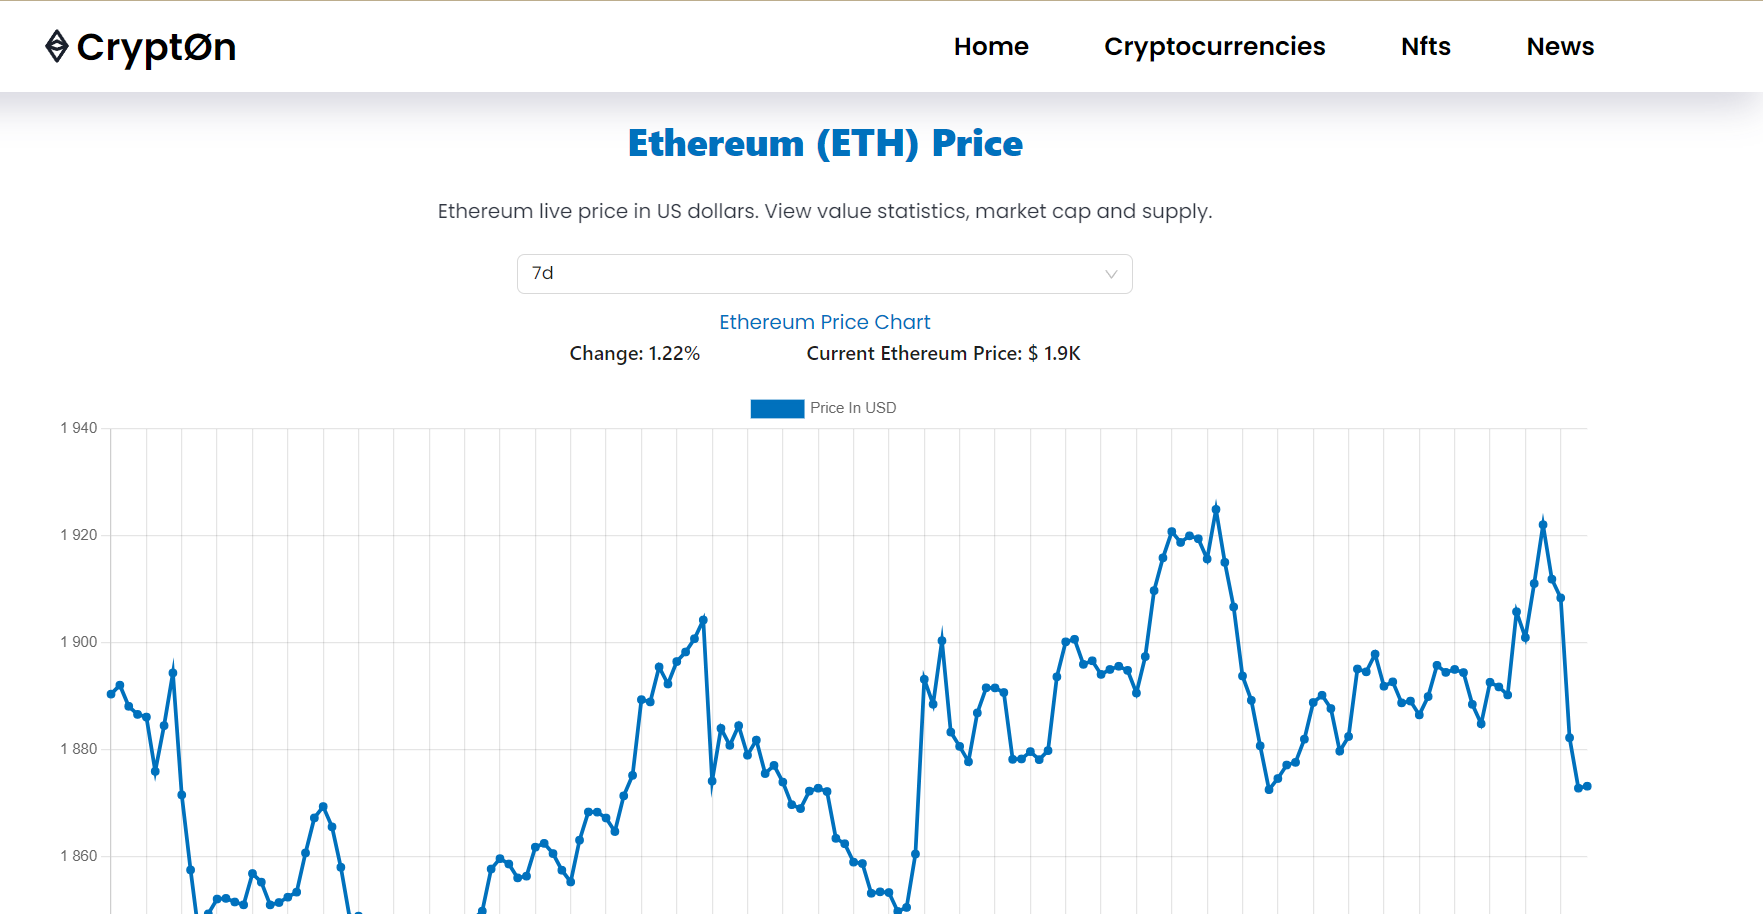 CryptØn
Home Cryptocurrencies Nfts News
Ethereum (ETH) Price
Ethereum live price in US dollars. View value statistics, market cap and supply.
7d
Ethereum Price Chart
Change: 1.22% Current Ethereum Price: $ 1.9K
Price In USD
1 940
1 920
1 900
1 880
1 860